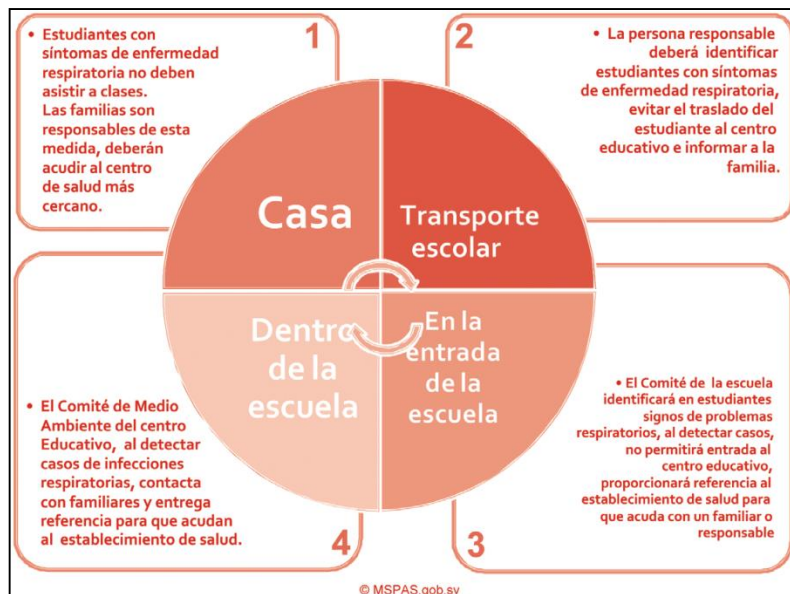 1
• Estudiantes con
síntomas de enfermedad
respiratoria no deben
asistir a clases.
Las familias son
responsables de esta
medida, deberán
acudir al centro
de salud más
cercano.
2
• La persona responsable
deberá identificar
estudiantes con síntomas
de enfermedad respiratoria,
evitar el traslado del
estudiante al centro
educativo e informar a la
familia.
Casa
Transporte
escolar
Dentro
de la
escuela
En la
entrada
de la
escuela
• El Comité de Medio
Ambiente del centro
Educativo, al detectar
casos de infecciones
respiratorias, contacta
con familiares y entrega
referencia para que acudan
al establecimiento de salud.
4
• El Comité de la escuela
identificará en estudiantes
signos de problemas
respiratorios, al detectar casos,
no permitirá entrada al
centro educativo,
proporcionará referencia al
establecimiento de salud para
que acuda con un familiar o
responsable
3
© MSPAS.gob.sv